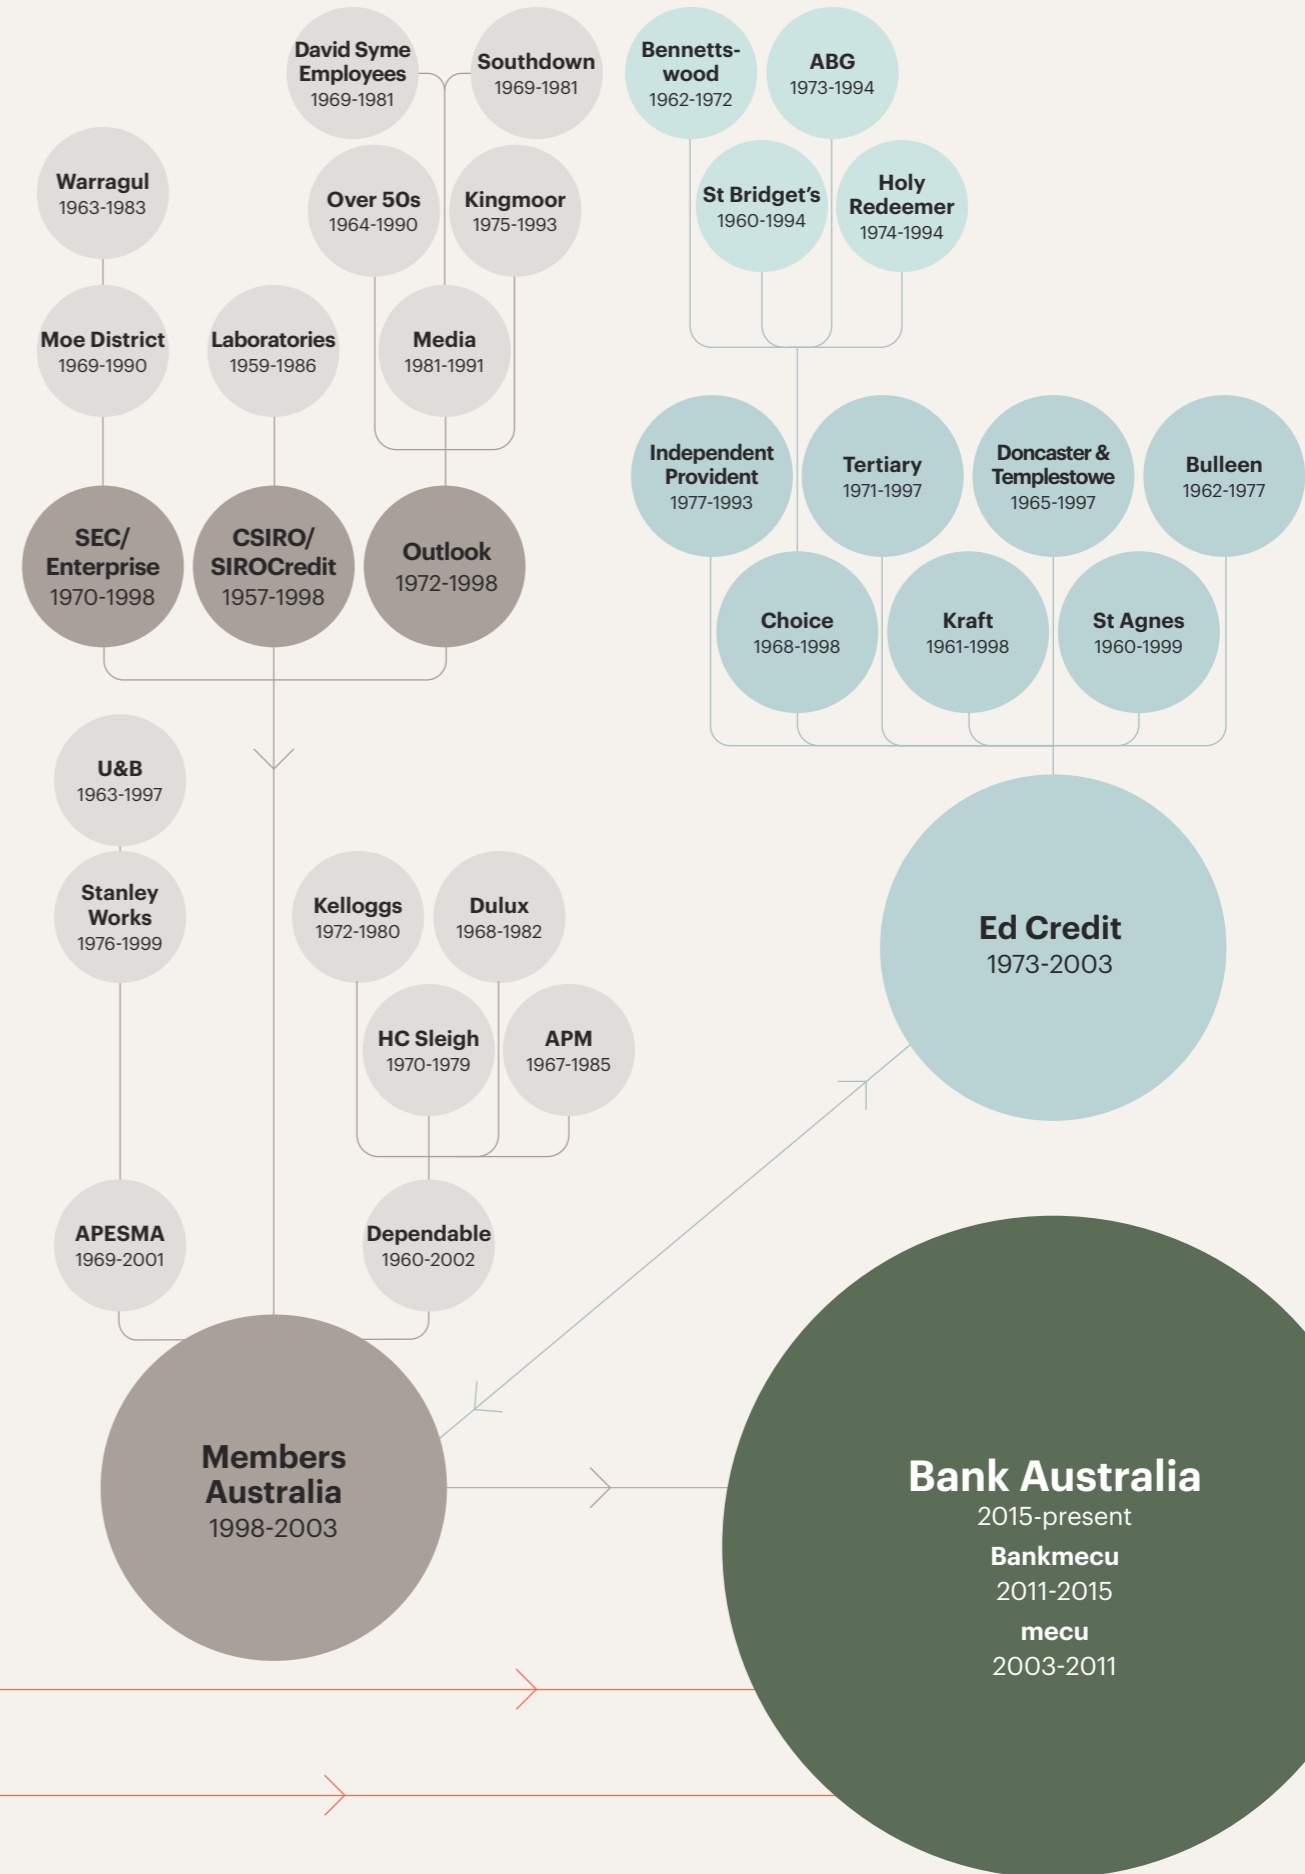 David Syme
Employees
1969-1981
Southdown
1969-1981
Bennetts-
wood
1962-1972
ABG
1973-1994
Warragul
1963-1983
Over 50s
1964-1990
Kingmoor
1975-1993
St Bridget’s
1960-1994
Holy
Redeemer
1974-1994
Moe District
1969-1990
Laboratories
1959-1986
Media
1981-1991
Independent
Provident
1977-1993
Tertiary
1971-1997
Doncaster &
Templestowe
1965-1997
Bulleen
1962-1977
SEC/
Enterprise
1970-1998
CSIRO/
SIROCredit
1957-1998
Outlook
1972-1998
Choice
1968-1998
Kraft
1961-1998
St Agnes
1960-1999
U&B
1963-1997
Stanley
Works
1976-1999
Kelloggs
1972-1980
Dulux
1968-1982
Ed Credit
1973-2003
HC Sleigh
1970-1979
APM
1967-1985
APESMA
1969-2001
Dependable
1960-2002
Members
Australia
1998-2003
Bank Australia
2015-present
Bankmecu
2011-2015
mecu
2003-2011